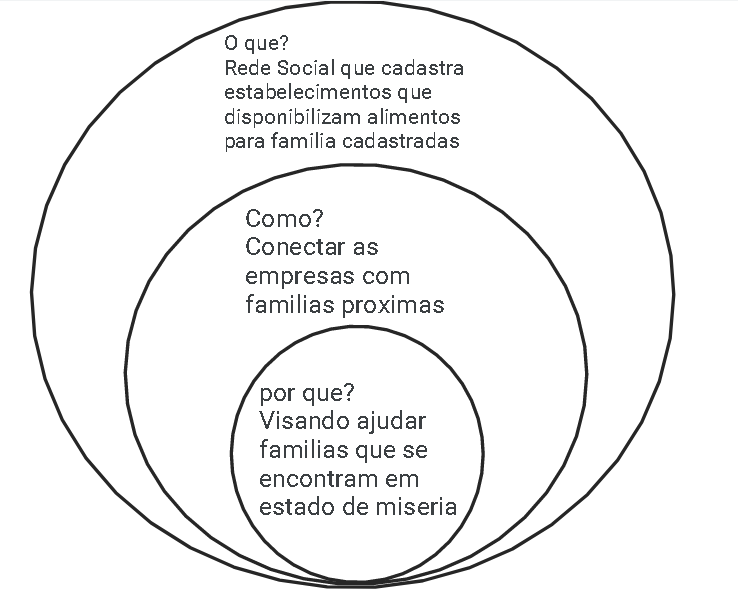 O que?
Rede Social que cadastra
estabelecimentos que
disponibilizam alimentos
para familia cadastradas
Como?
Conectar as
empresas com
familias proximas
por que?
Visando ajudar
familias que se
encontram em
estado de miseria